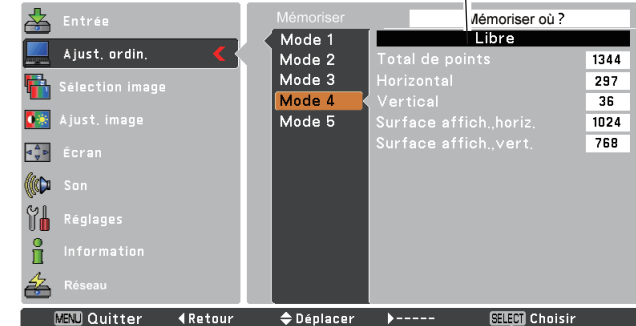 Entrée
Ajust. ordin.
Sélection image
Ajust. image
Écran
Son
Réglages
Information
Réseau
Mémoriser
Mode 1
Mode 2
Mode 3
Mode 4
Mode 5
Mémoriser où ?
Libre
Total de points 1344
Horizontal 297
Vertical 36
Surface affich.,horiz. 1024
Surface affich.,vert. 768
MENU Quitter Retour Déplacer ----- SELECT Choisir